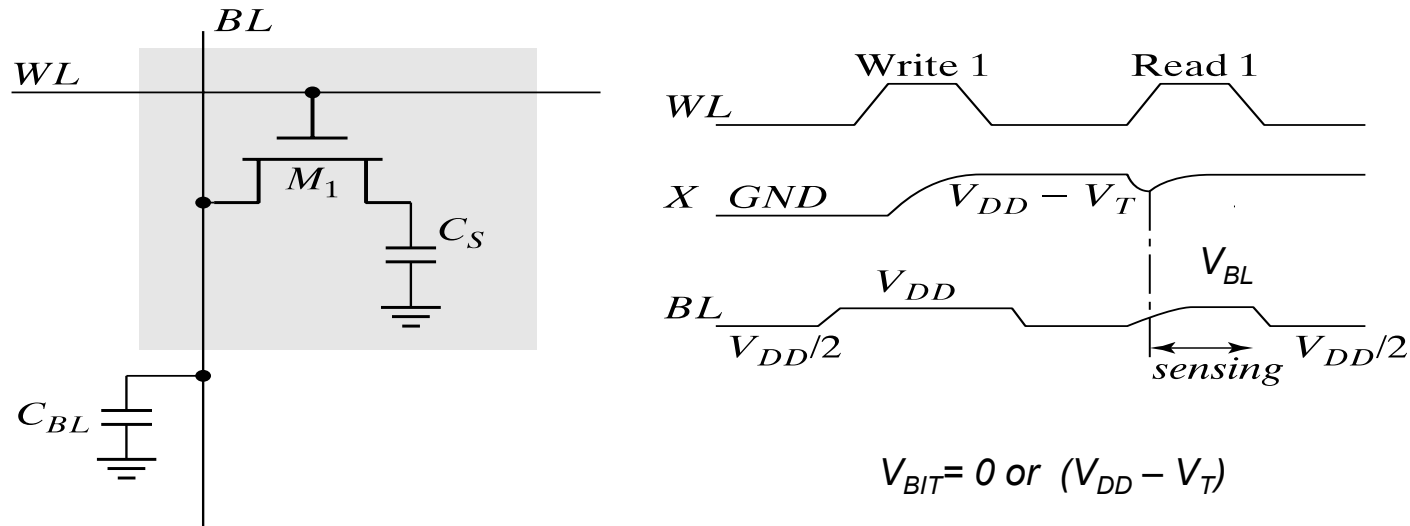 BL
WL
M1
CS
CBL
Write 1 Read 1
WL
X GND VDD − VT
VBL
BL VDD
VDD/2 sensing VDD/2
VBIT= 0 or (VDD – VT)